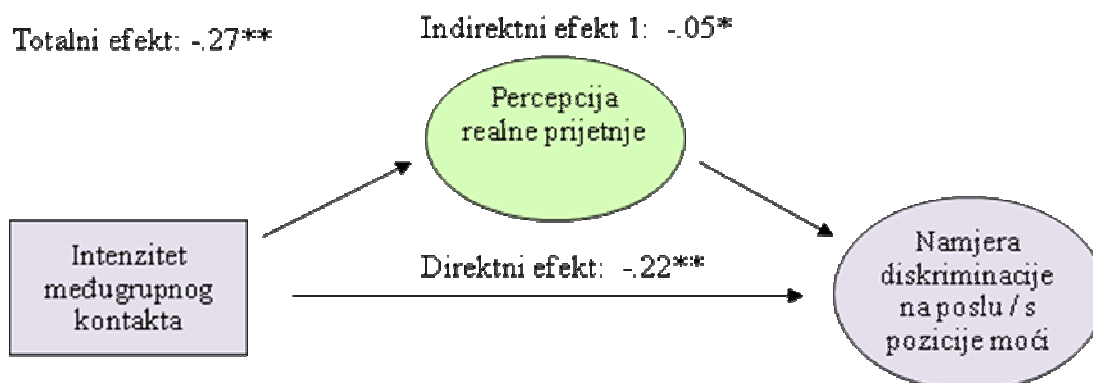 Totalni efekt: -.27**
Indirektni efekt 1: -.05*
Percepcija
realne prijetnje
Intenzitet
međugrupnog
kontakta
Direktni efekt: -.22**
Namjera
diskriminacije
na poslu / s
pozicije moći